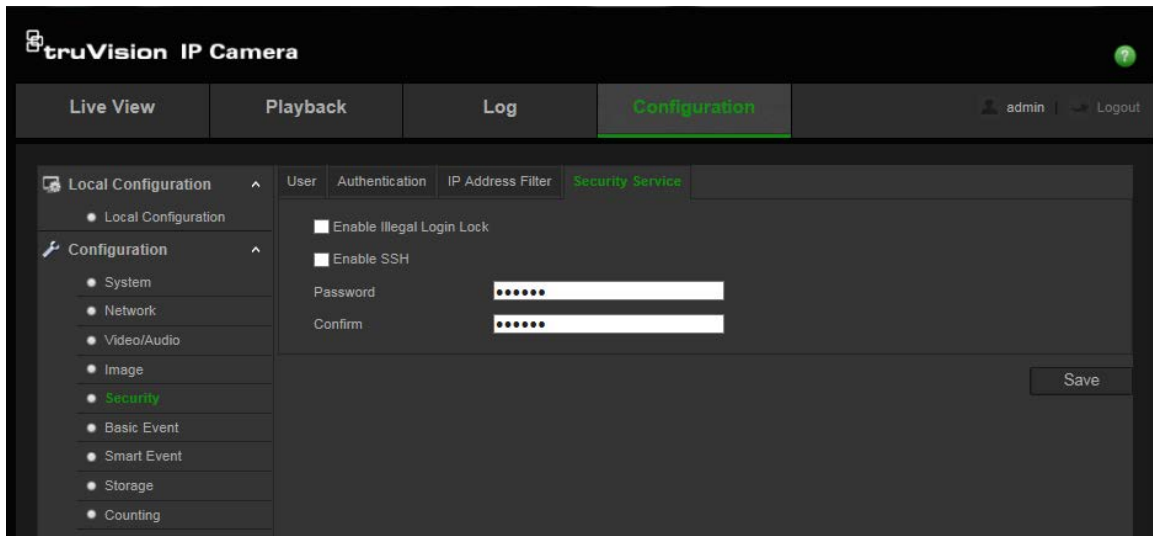 truVision IP Camera
?
Live View Playback Log Configuration admin | Logout
Local Configuration
Local Configuration
Configuration
System
Network
Video/Audio
Image
Security
Basic Event
Smart Event
Storage
Counting
User Authentication IP Address Filter Security Service
Enable Illegal Login Lock
Enable SSH
Password ••••••
Confirm ••••••
Save